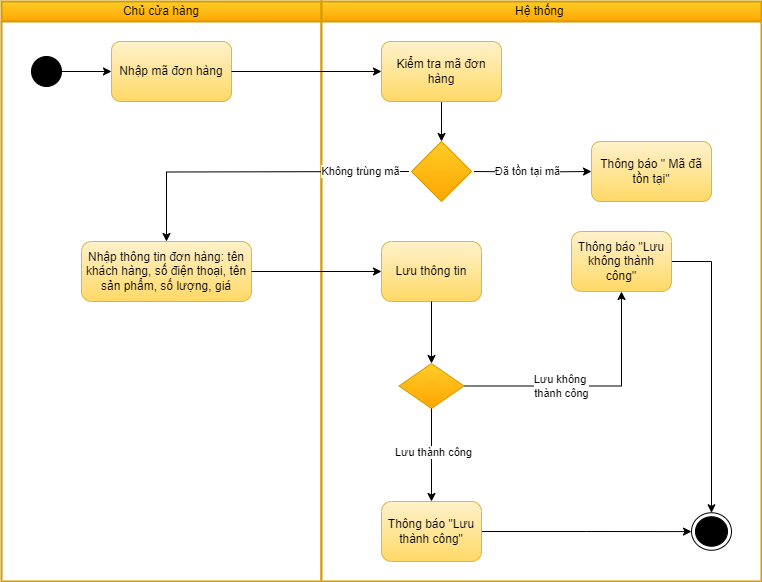 Chủ cửa hàng
Hệ thống
Nhập mã đơn hàng
Kiểm tra mã đơn
hàng
Không trùng mã
Đã tồn tại mã
Thông báo " Mã đã
tồn tại"
Nhập thông tin đơn hàng: tên
khách hàng, số điện thoại, tên
sản phẩm, số lượng, giá
Lưu thông tin
Thông báo "Lưu
không thành
công"
Lưu không
thành công
Lưu thành công
Thông báo "Lưu
thành công"